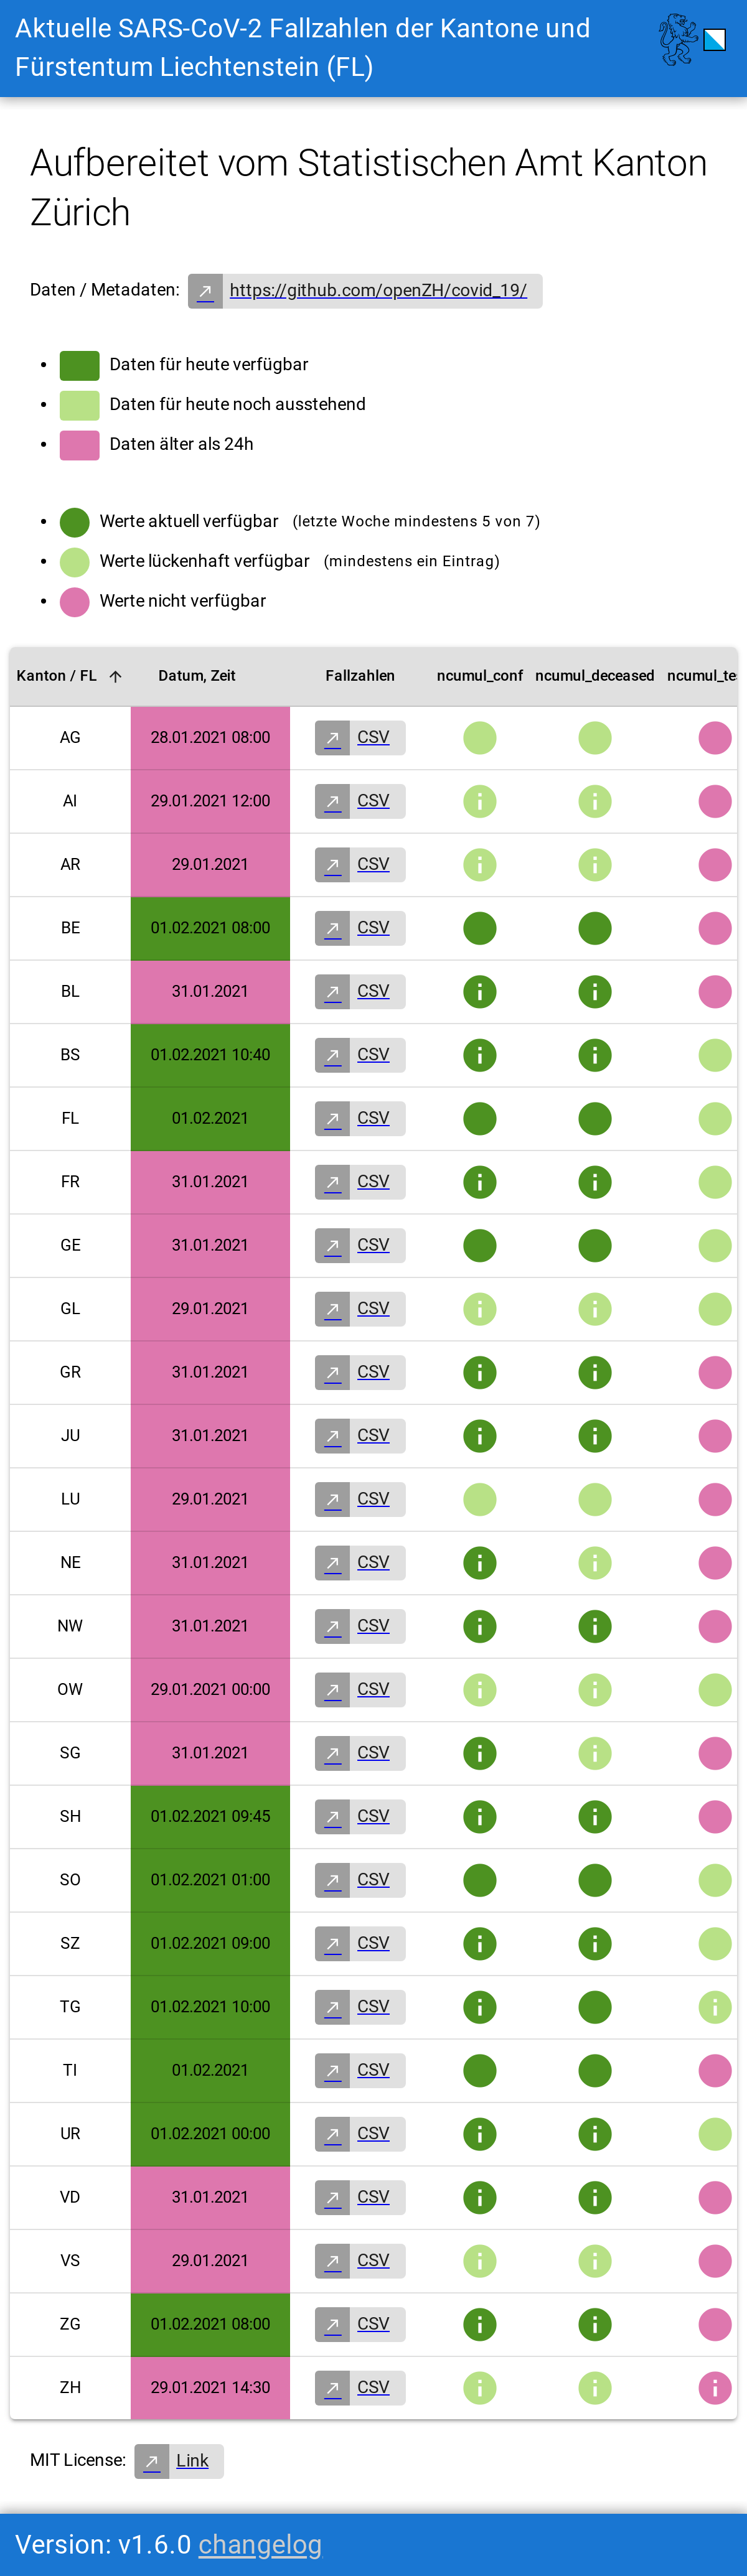 Aktuelle SARS-CoV-2 Fallzahlen der Kantone und
Fürstentum Liechtenstein (FL)
Aufbereitet vom Statistischen Amt Kanton
Zürich
Daten / Metadaten: https://github.com/openZH/covid_19/
Daten für heute verfügbar
Daten für heute noch ausstehend
Daten älter als 24h
Werte aktuell verfügbar (letzte Woche mindestens 5 von 7)
Werte lückenhaft verfügbar (mindestens ein Eintrag)
Werte nicht verfügbar
Kanton / FL Datum, Zeit Fallzahlen ncumul_conf ncumul_deceased
AG 28.01.2021 08:00 CSV
AI 29.01.2021 12:00 CSV
AR 29.01.2021 CSV
BE 01.02.2021 08:00 CSV
BL 31.01.2021 CSV
BS 01.02.2021 10:40 CSV
FL 01.02.2021 CSV
FR 31.01.2021 CSV
GE 31.01.2021 CSV
GL 29.01.2021 CSV
GR 31.01.2021 CSV
JU 31.01.2021 CSV
LU 29.01.2021 CSV
NE 31.01.2021 CSV
NW 31.01.2021 CSV
OW 29.01.2021 00:00 CSV
SG 31.01.2021 CSV
SH 01.02.2021 09:45 CSV
SO 01.02.2021 01:00 CSV
SZ 01.02.2021 09:00 CSV
TG 01.02.2021 10:00 CSV
TI 01.02.2021 CSV
UR 01.02.2021 00:00 CSV
VD 31.01.2021 CSV
VS 29.01.2021 CSV
ZG 01.02.2021 08:00 CSV
ZH 29.01.2021 14:30 CSV
MIT License: Link
Version: v1.6.0 changelog